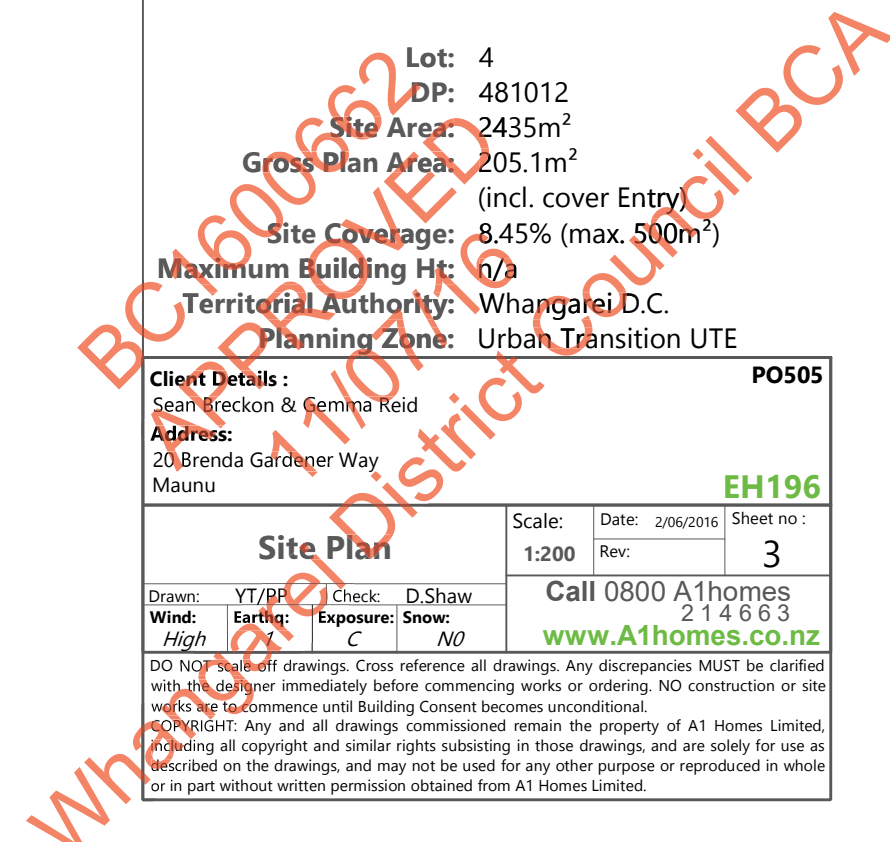 Lot: 4
DP: 481012
Site Area: 2435m²
Gross Plan Area: 205.1m²
(incl. cover Entry)
Site Coverage: 8.45% (max. 500m²)
Maximum Building Ht: n/a
Territorial Authority: Whangarei D.C.
Planning Zone: Urban Transition UTE
BC1600662
APPROVED
11/07/16
Whangarei District Council BCA
Client Details : PO505
Sean Breckon & Gemma Reid
Address:
20 Brenda Gardener Way
Maunu
EH196
Site Plan
Scale:
1:200
Date: 2/06/2016
Rev:
Sheet no :
3
Drawn: YT/PP Check: D.Shaw
Wind: Earthq: Exposure: Snow:
High 1 C N0
Call 0800 A1homes
214663
www.A1homes.co.nz
DO NOT scale off drawings. Cross reference all drawings. Any discrepancies MUST be clarified
with the designer immediately before commencing works or ordering. NO construction or site
works are to commence until Building Consent becomes unconditional.
COPYRIGHT: Any and all drawings commissioned remain the property of A1 Homes Limited,
including all copyright and similar rights subsisting in those drawings, and are solely for use as
described on the drawings, and may not be used for any other purpose or reproduced in whole
or in part without written permission obtained from A1 Homes Limited.